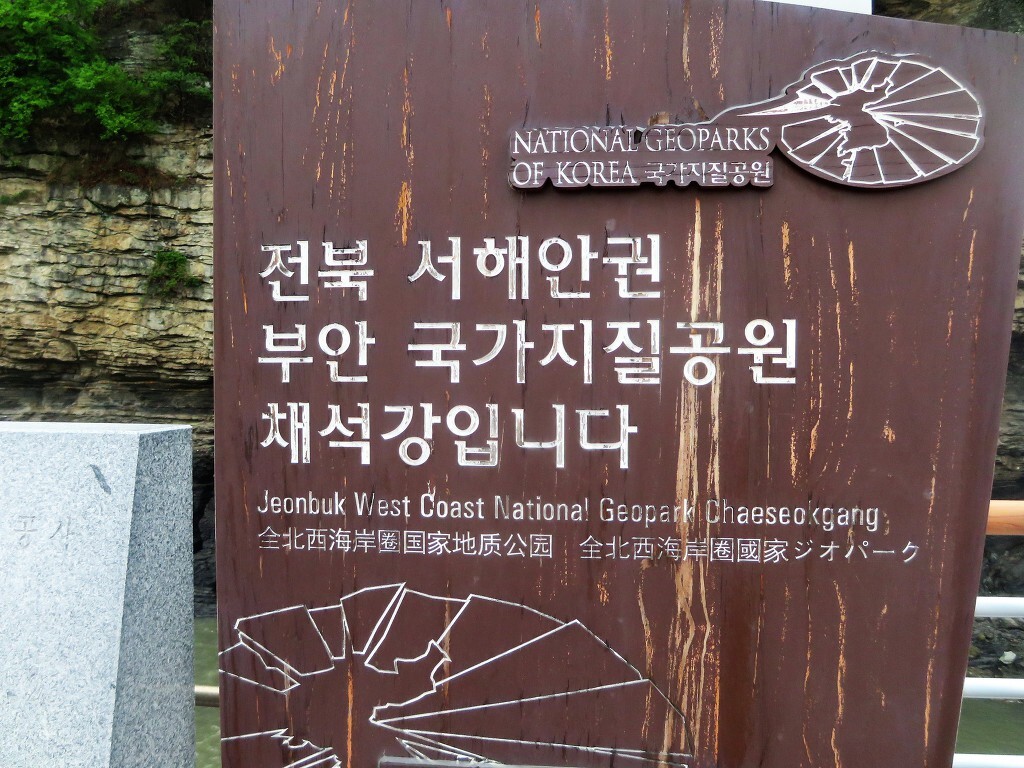 NATIONAL GEOPARKS
OF KOREA 국가지질공원
전북 서해안권
부안 국가지질공원
채석강입니다
Jeonbuk West Coast National Geopark Chaeseokgang
全北西海岸圈国家地质公园 全北西海岸圈國家ジオパーク
공사